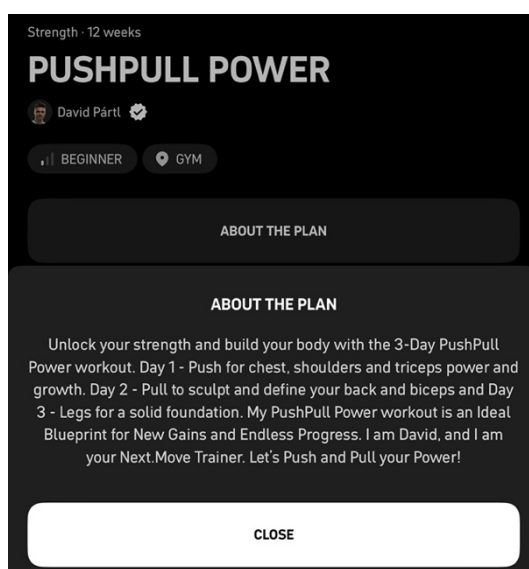 Strength · 12 weeks
PUSHPULL POWER
David Pártl
BEGINNER GYM
ABOUT THE PLAN
ABOUT THE PLAN
Unlock your strength and build your body with the 3-Day PushPull
Power workout. Day 1 - Push for chest, shoulders and triceps power and
growth. Day 2 - Pull to sculpt and define your back and biceps and Day
3 - Legs for a solid foundation. My PushPull Power workout is an Ideal
Blueprint for New Gains and Endless Progress. I am David, and I am
your Next.Move Trainer. Let's Push and Pull your Power!
CLOSE